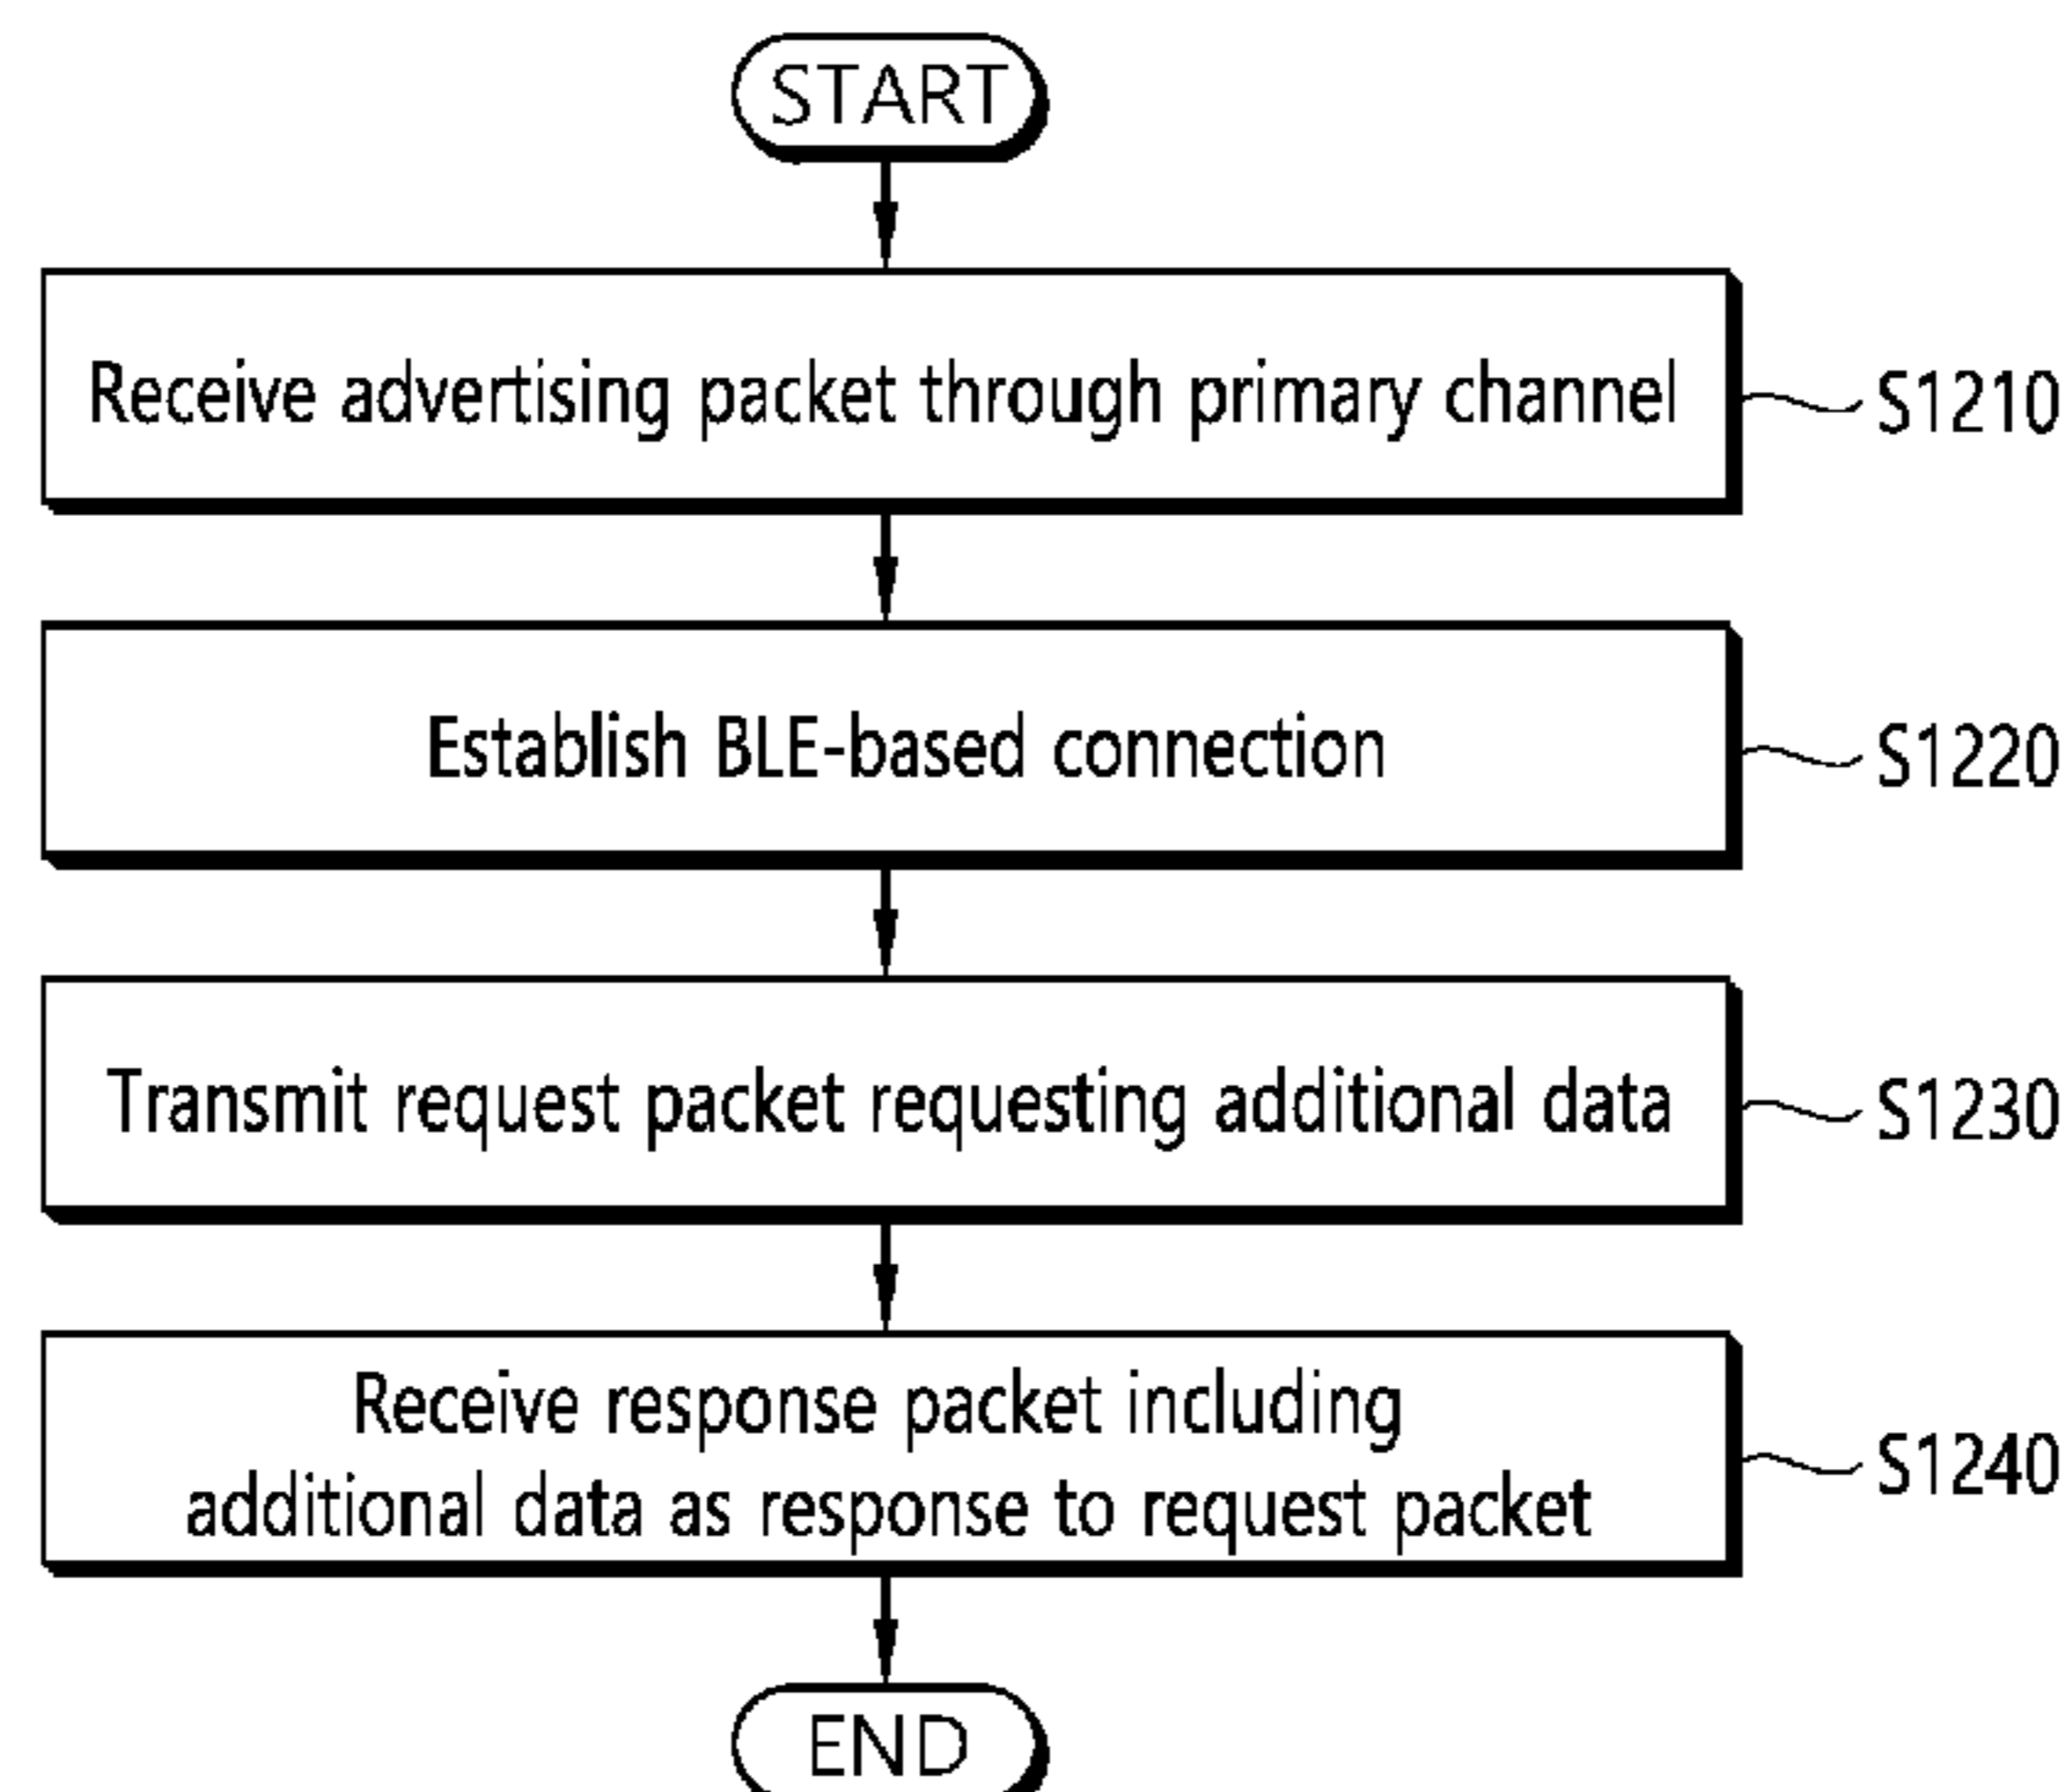 START
Receive advertising packet through primary channel
S1210
Establish BLE-based connection
S1220
Transmit request packet requesting additional data
S1230
Receive response packet including
additional data as response to request packet
S1240
END